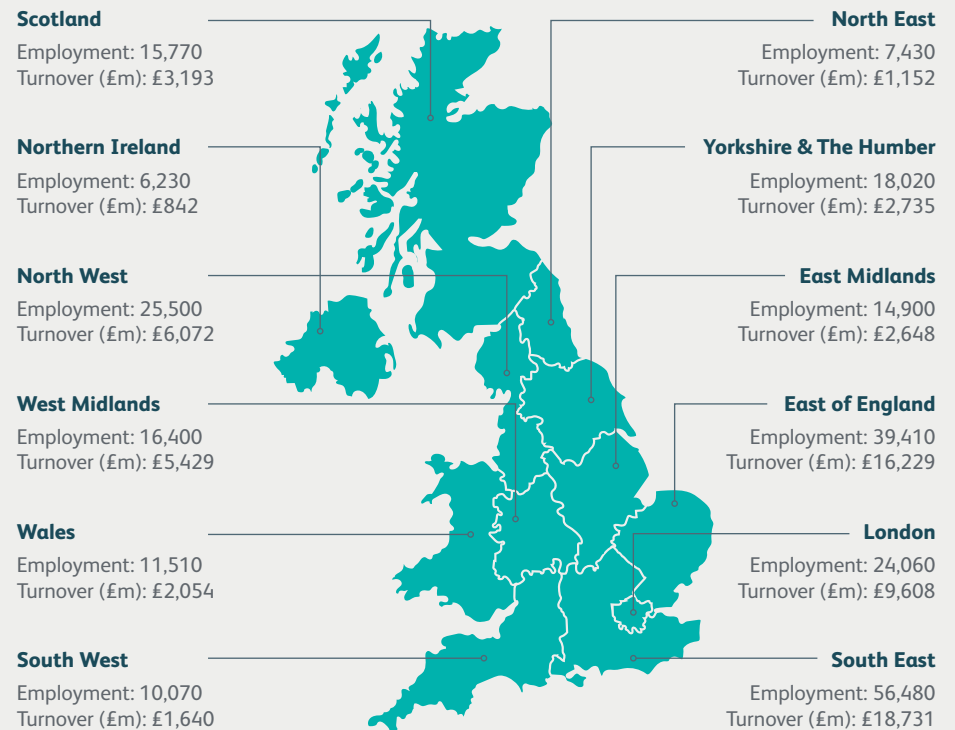 Scotland
Employment: 15,770
Turnover (£m): £3,193
Northern Ireland
Employment: 6,230
Turnover (£m): £842
North West
Employment: 25,500
Turnover (£m): £6,072
West Midlands
Employment: 16,400
Turnover (£m): £5,429
Wales
Employment: 11,510
Turnover (£m): £2,054
South West
Employment: 10,070
Turnover (£m): £1,640
North East
Employment: 7,430
Turnover (£m): £1,152
Yorkshire & The Humber
Employment: 18,020
Turnover (£m): £2,735
East Midlands
Employment: 14,900
Turnover (£m): £2,648
East of England
Employment: 39,410
Turnover (£m): £16,229
London
Employment: 24,060
Turnover (£m): £9,608
South East
Employment: 56,480
Turnover (£m): £18,731